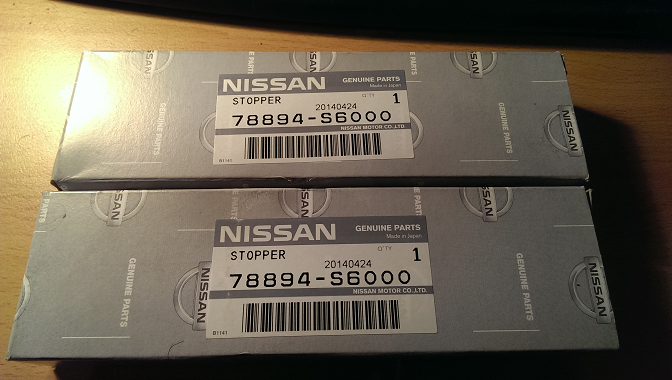 NISSAN GENUINE PARTS
Made in Japan
STOPPER Q'TY
20140424 1
78894-S6000
NISSAN MOTOR CO.,LTD.
B1141
GENUINE PARTS
GENUINE PARTS
NISSAN
NISSAN GENUINE PARTS
Made in Japan
STOPPER Q'TY
20140424 1
78894-S6000
NISSAN MOTOR CO.,LTD.
B1141
GENUINE PARTS
GENUINE PARTS
NISSAN